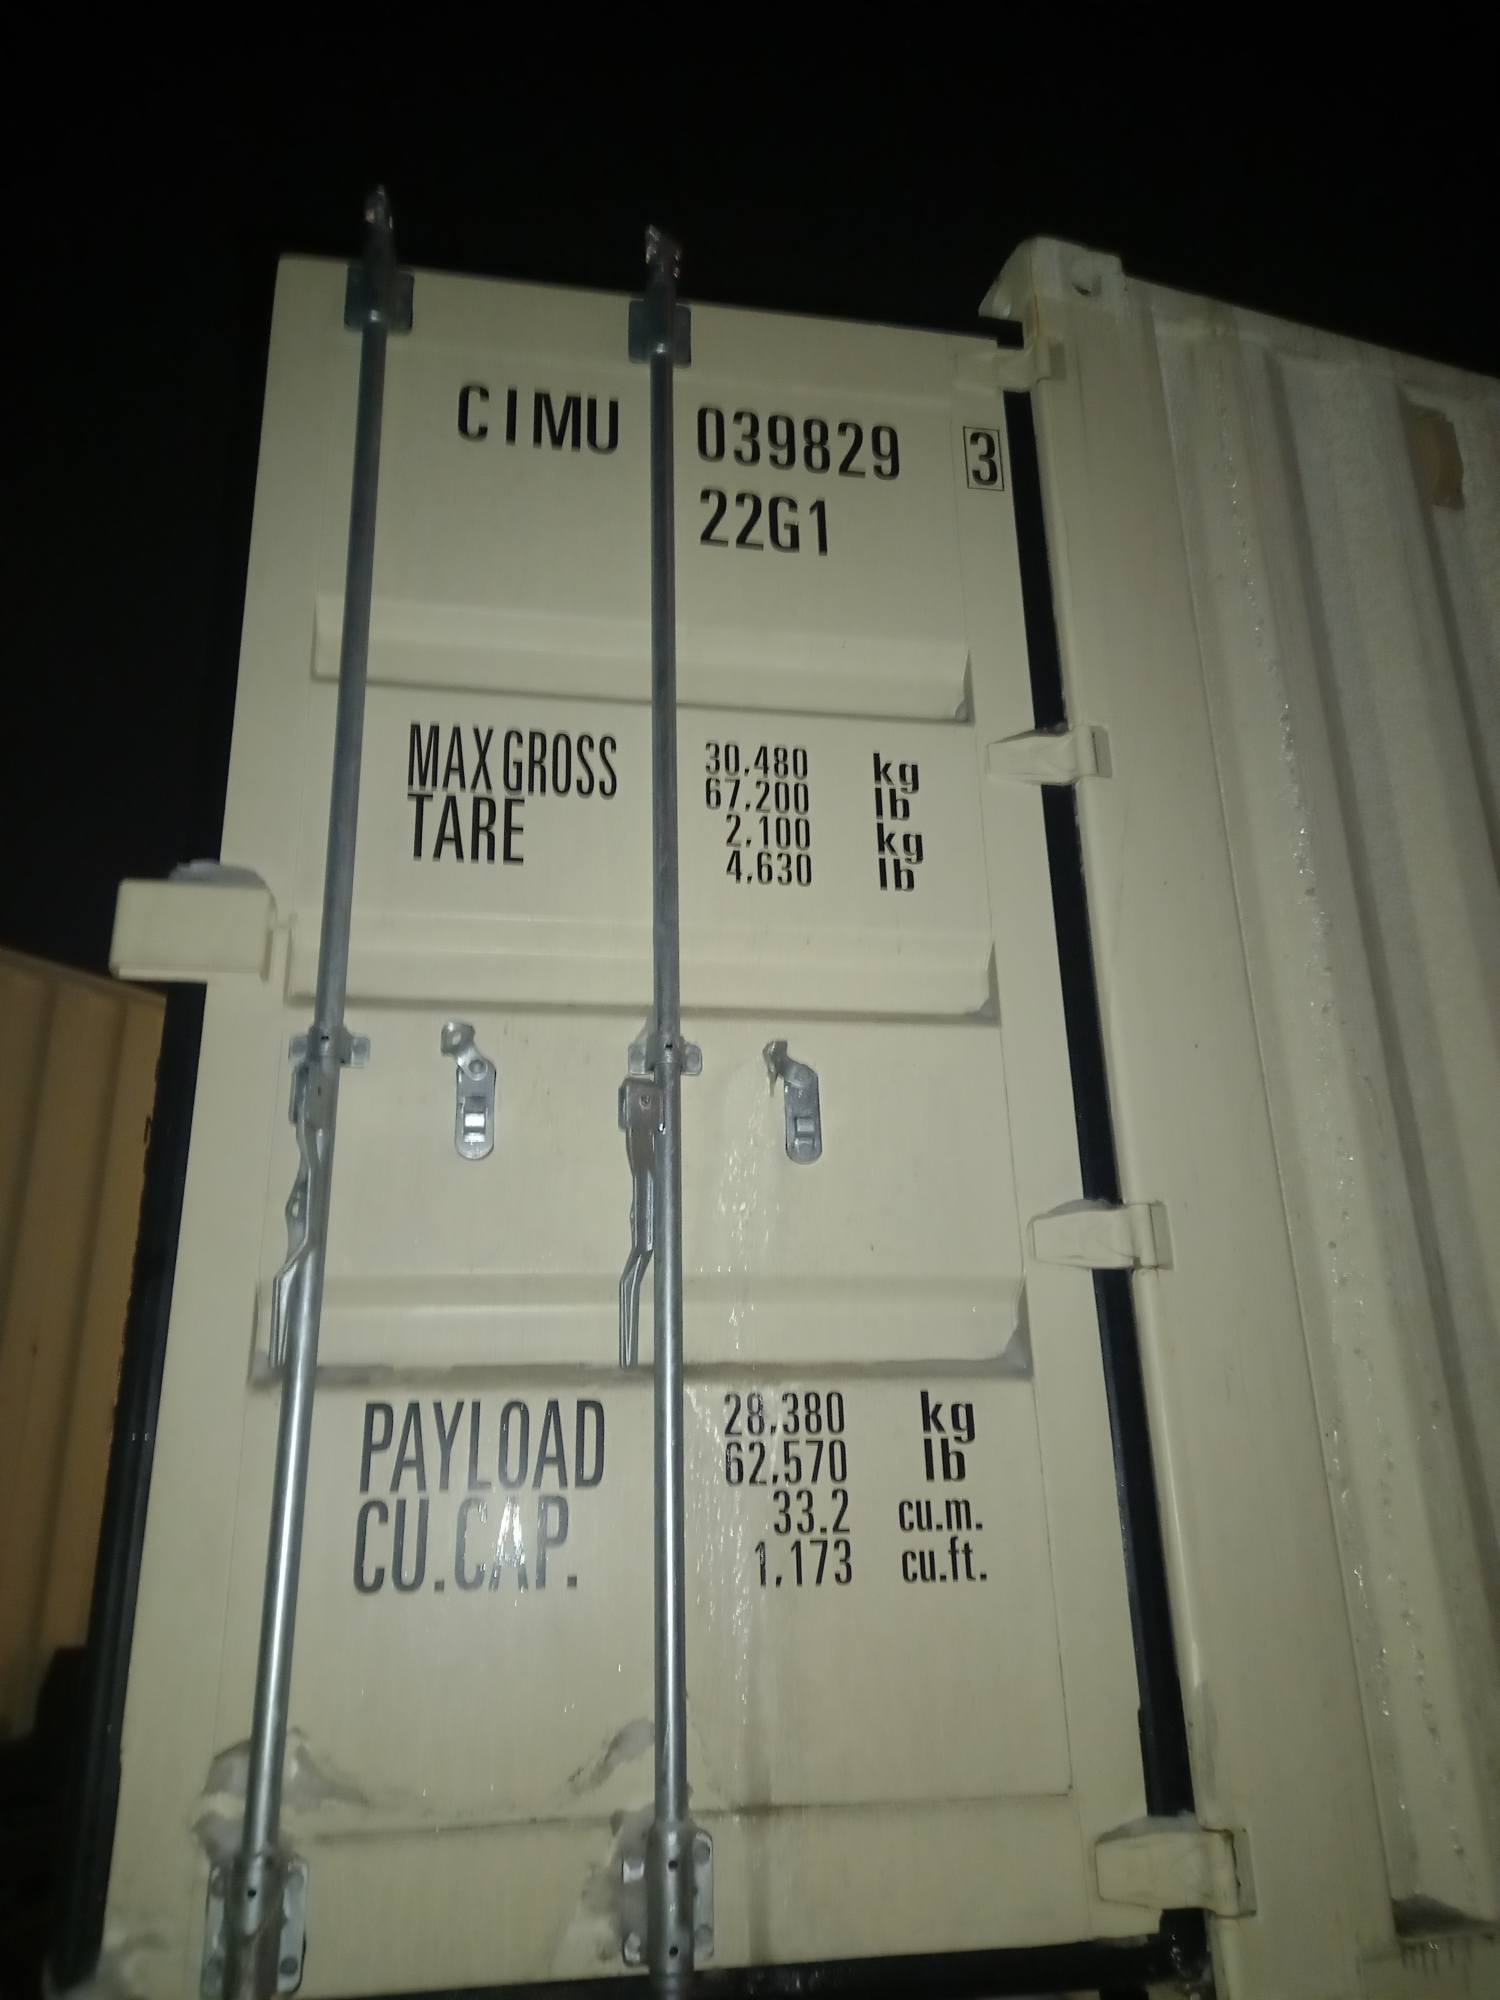 CIMU 039829 3
22G1
MAX GROSS 30.480 kg
67.200 lb
TARE 2.100 kg
4.630 lb
PAYLOAD 28.380 kg
62.570 lb
CU.CAP. 33.2 cu.m.
1.173 cu.ft.